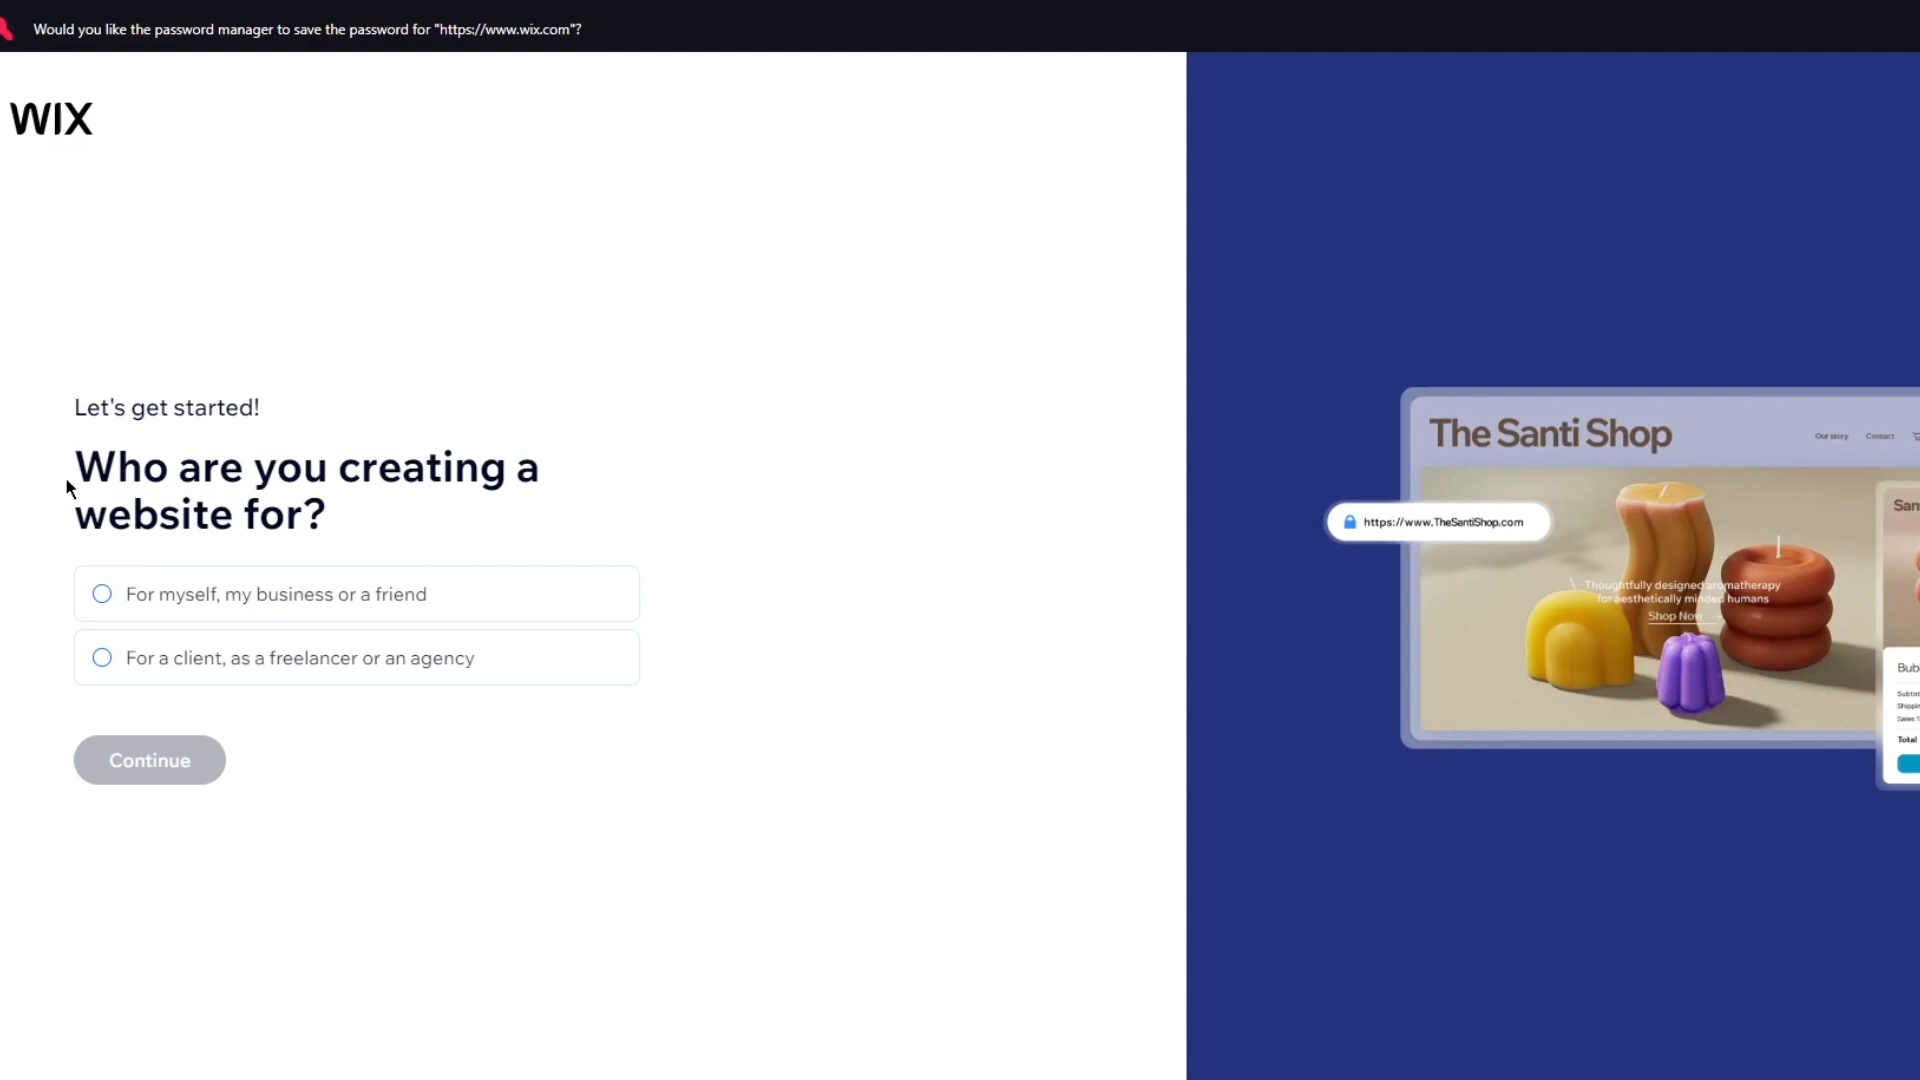 Would you like the password manager to save the password for "https://www.wix.com"?
WIX
Let's get started!
Who are you creating a
website for?
For myself, my business or a friend
For a client, as a freelancer or an agency
Continue
The Santi Shop
Our story Contact
https://www.TheSantiShop.com
Thoughtfully designed aromatherapy
for aesthetically minded humans
Shop Now
Total